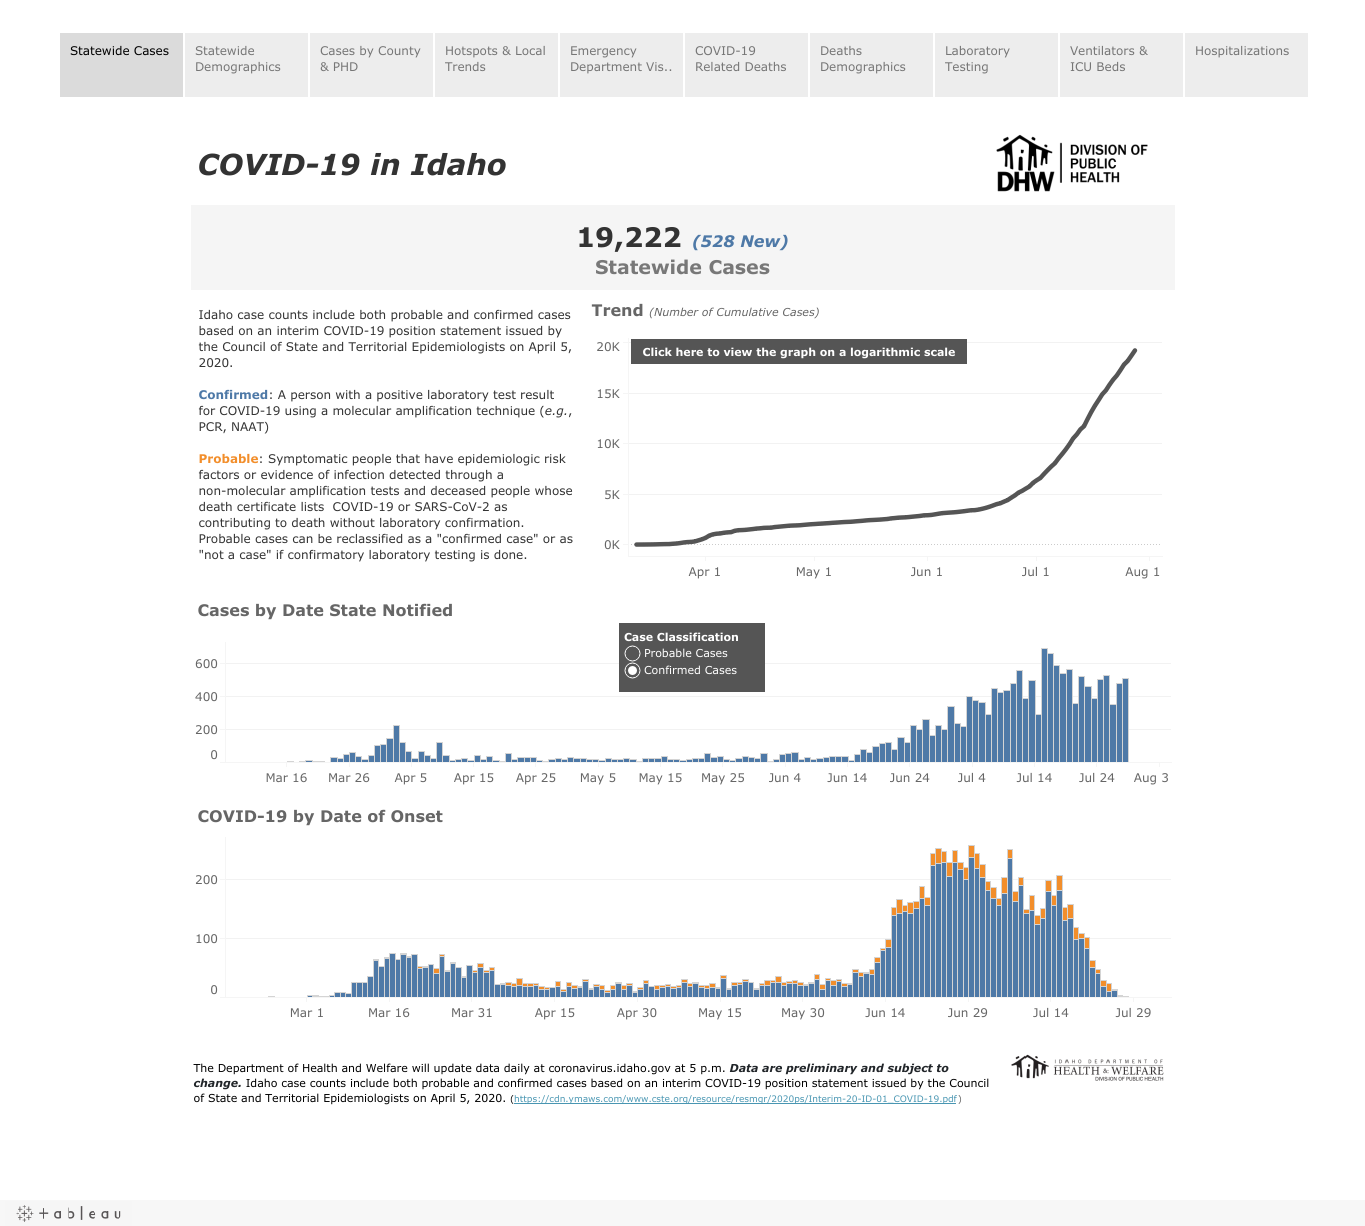 Statewide Cases
Statewide Demographics
Cases by County & PHD
Hotspots & Local Trends
Emergency Department Vis..
COVID-19 Related Deaths
Deaths Demographics
Laboratory Testing
Ventilators & ICU Beds
Hospitalizations
COVID-19 in Idaho
DHW
DIVISION OF
PUBLIC
HEALTH
19,222 (528 New)
Statewide Cases
Idaho case counts include both probable and confirmed cases
based on an interim COVID-19 position statement issued by
the Council of State and Territorial Epidemiologists on April 5,
2020.
Confirmed: A person with a positive laboratory test result
for COVID-19 using a molecular amplification technique (e.g.,
PCR, NAAT)
Probable: Symptomatic people that have epidemiologic risk
factors or evidence of infection detected through a
non-molecular amplification tests and deceased people whose
death certificate lists  COVID-19 or SARS-CoV-2 as
contributing to death without laboratory confirmation.
Probable cases can be reclassified as a "confirmed case" or as
"not a case" if confirmatory laboratory testing is done.
Trend (Number of Cumulative Cases)
Click here to view the graph on a logarithmic scale
20K
15K
10K
5K
0K
Apr 1 May 1 Jun 1 Jul 1 Aug 1
Cases by Date State Notified
Case Classification
Probable Cases
Confirmed Cases
600
400
200
0
Mar 16 Mar 26 Apr 5 Apr 15 Apr 25 May 5 May 15 May 25 Jun 4 Jun 14 Jun 24 Jul 4 Jul 14 Jul 24 Aug 3
COVID-19 by Date of Onset
200
100
0
Mar 1 Mar 16 Mar 31 Apr 15 Apr 30 May 15 May 30 Jun 14 Jun 29 Jul 14 Jul 29
The Department of Health and Welfare will update data daily at coronavirus.idaho.gov at 5 p.m. Data are preliminary and subject to
change. Idaho case counts include both probable and confirmed cases based on an interim COVID-19 position statement issued by the Council
of State and Territorial Epidemiologists on April 5, 2020. (https://cdn.ymaws.com/www.cste.org/resource/resmgr/2020ps/Interim-20-ID-01_COVID-19.pdf)
IDAHO DEPARTMENT OF
HEALTH & WELFARE
DIVISION OF PUBLIC HEALTH
+ableau